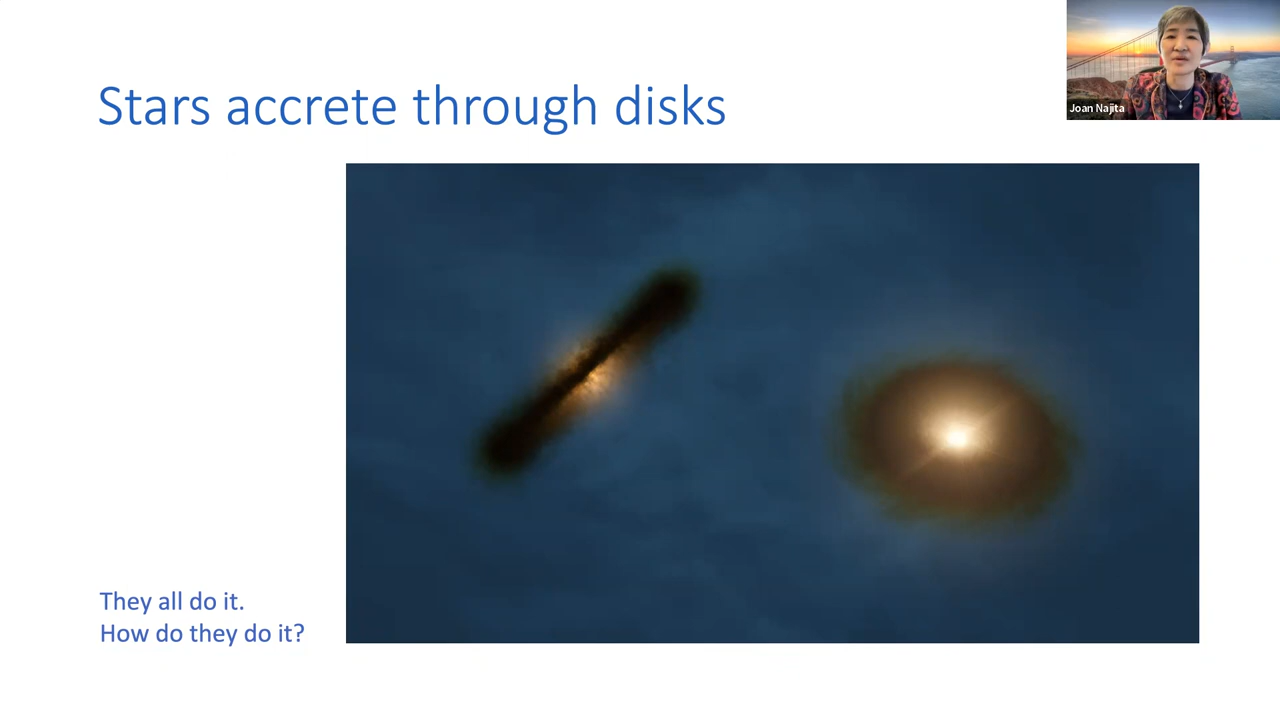 Stars accrete through disks
Joan Najita
They all do it.
How do they do it?